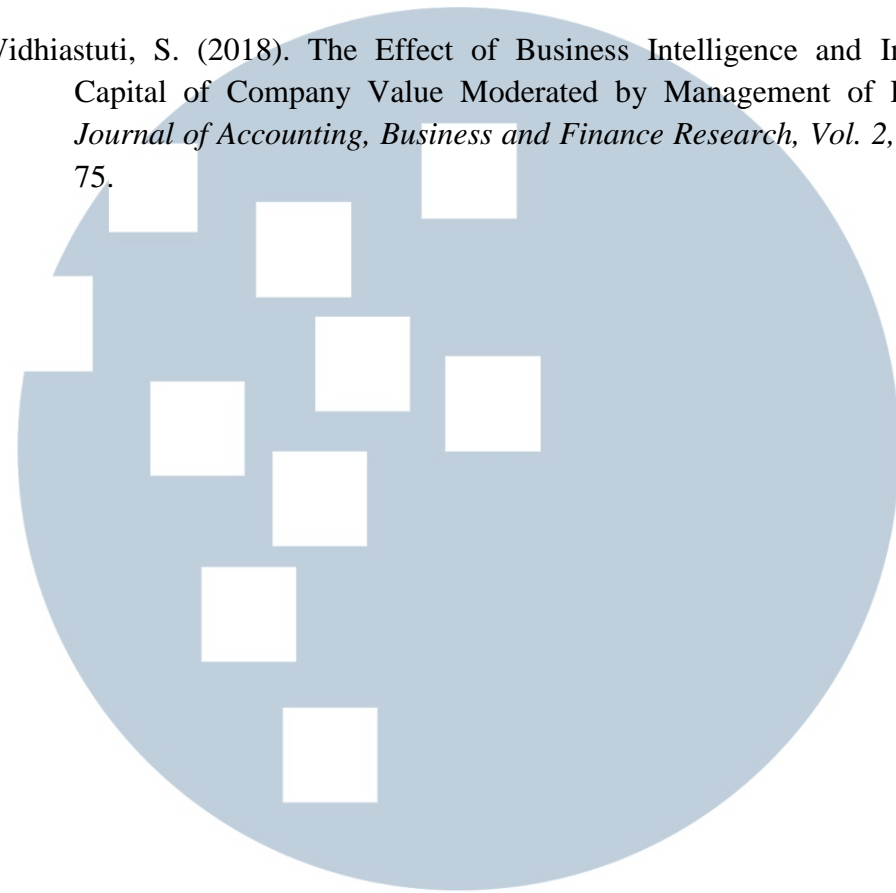 Vidhiastuti, S. (2018). The Effect of Business Intelligence and
Capital of Company Value Moderated by Management of
Journal of Accounting, Business and Finance Research, Vol. 2,
75.